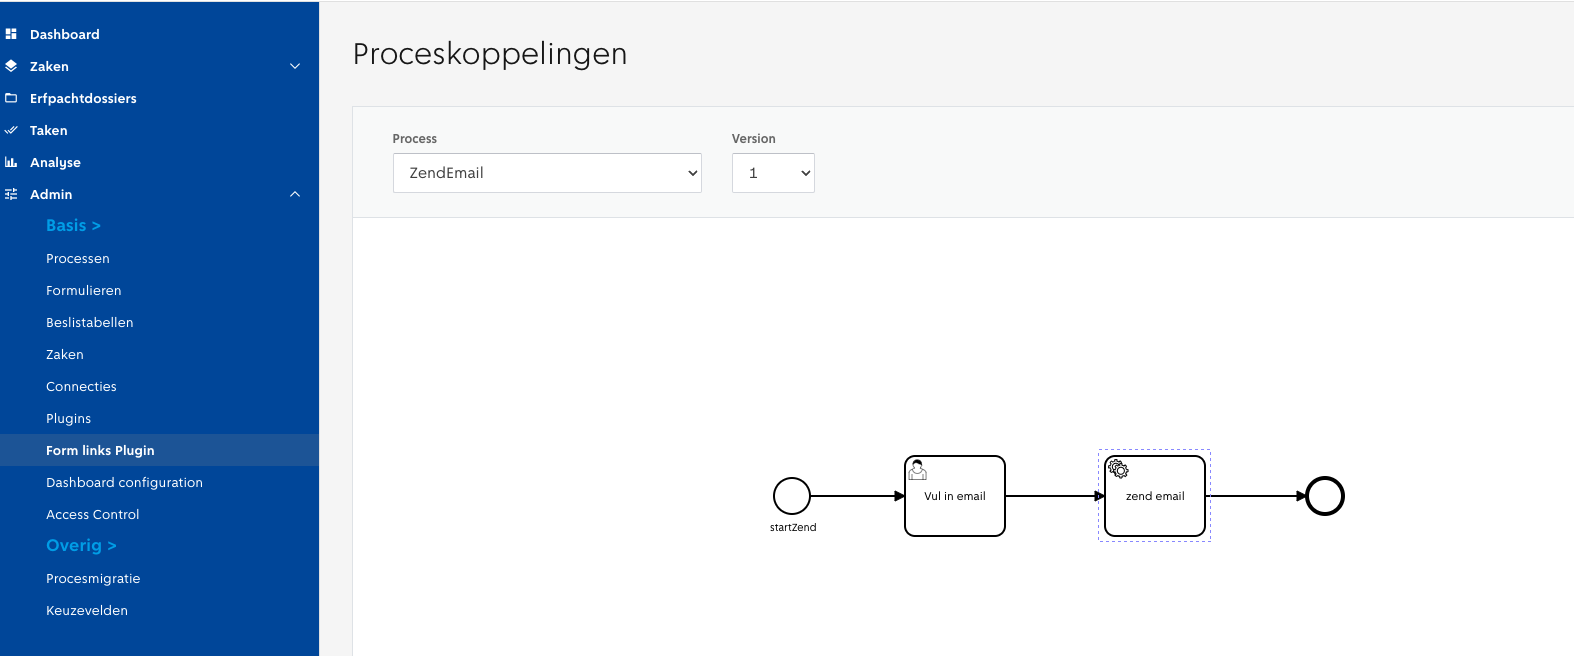 Dashboard
Zaken
Erfpachtdossiers
Taken
Analyse
Admin
Basis >
Processen
Formulieren
Beslistabellen
Zaken
Connecties
Plugins
Form links Plugin
Dashboard configuration
Access Control
Overig >
Procesmigratie
Keuzevelden
Proceskoppelingen
Process
Version
ZendEmail
1
startZend
Vul in email
zend email